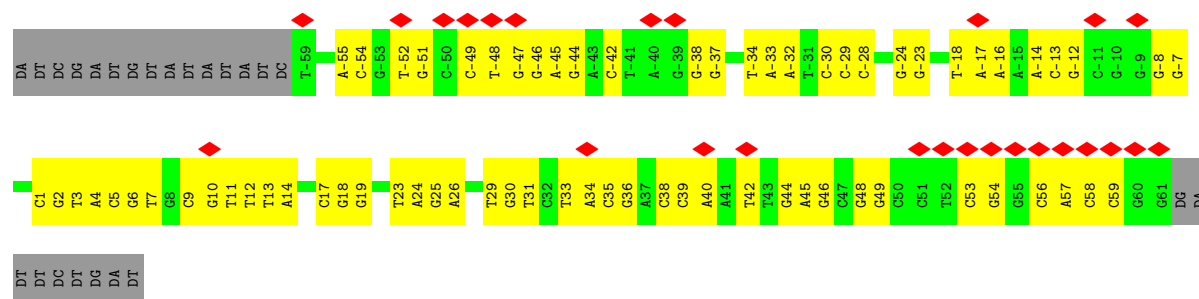 DA DT DC DG DA DT DG DT DA DT DA DT DA DT DC T-59 A-55 C-54 G-53 T-52 G-51 C-50 C-49 T-48 G-47 G-46 A-45 G-44 A-43 C-42 T-41 A-40 G-39 G-38 G-37 T-34 A-33 A-32 T-31 C-30 C-29 C-28 G-24 G-23 T-18 A-17 A-16 A-15 A-14 C-13 G-12 C-11 G-10 G-9 G-8 G-7
C1 G2 T3 A4 C5 G6 T7 G8 C9 G10 T11 T12 T13 A14 C17 G18 G19 T23 A24 G25 A26 T29 G30 T31 C32 T33 A34 C35 G36 A37 C38 C39 A40 A41 T42 T43 G44 A45 G46 C47 G48 G49 C50 C51 T52 C53 G54 G55 C56 A57 C58 C59 G60 G61 DG DA
DT DT DC DT DG DA DT